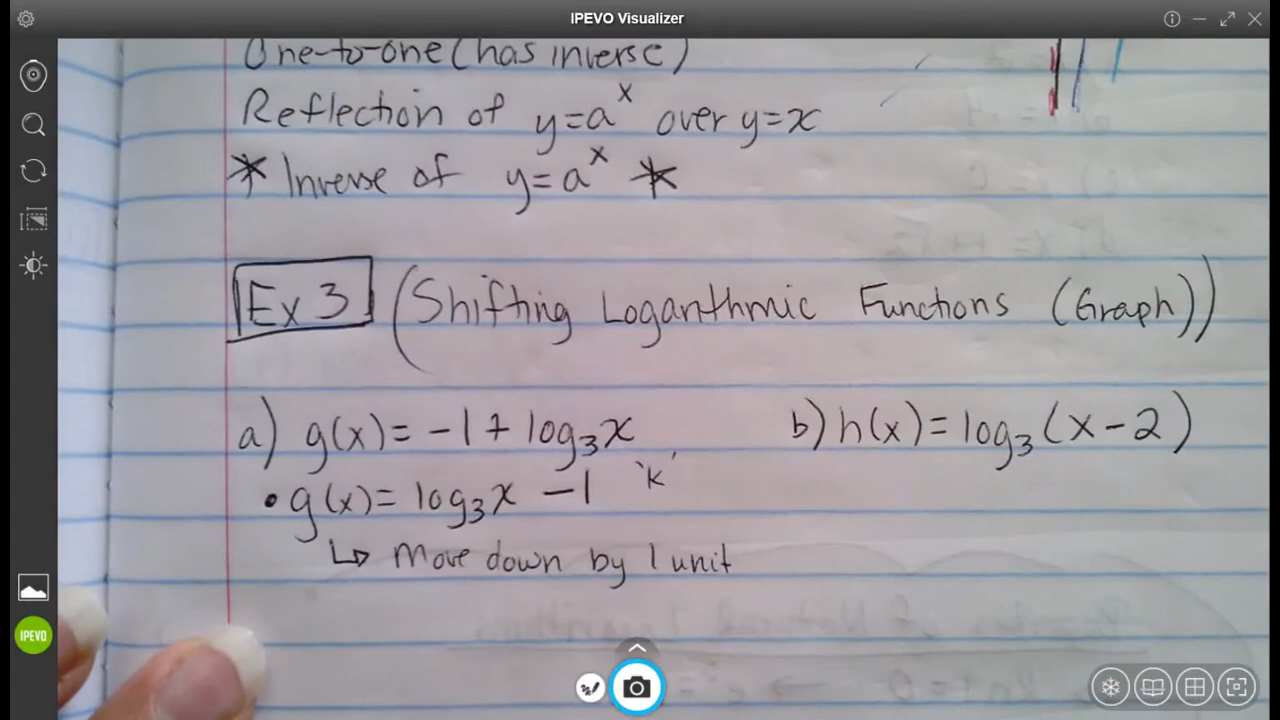 IPEVO Visualizer
One-to-one (has inverse)
Reflection of y=a^x over y=x
* Inverse of y=a^x *
Ex 3 (Shifting Logarithmic Functions (Graph))
a) g(x)= -1 + log₃x
b) h(x)= log₃(x-2)
• g(x)= log₃x -1 'k'
↳ Move down by 1 unit
IPEVO